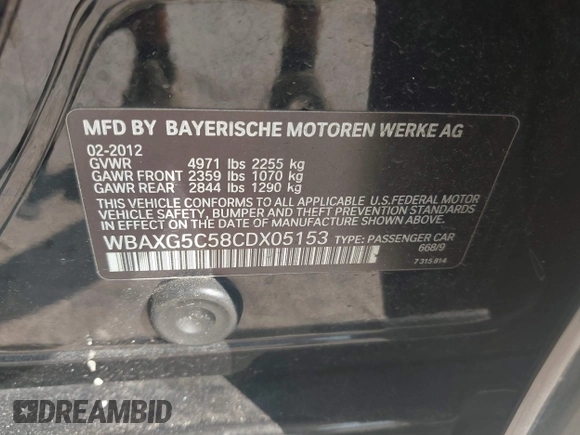 MFD BY BAYERISCHE MOTOREN WERKE AG
02-2012
GVWR 4971 lbs 2255 kg
GAWR FRONT 2359 lbs 1070 kg
GAWR REAR 2844 lbs 1290 kg
THIS VEHICLE CONFORMS TO ALL APPLICABLE U.S.FEDERAL MOTOR
VEHICLE SAFETY, BUMPER AND THEFT PREVENTION STANDARDS
IN EFFECT ON THE DATE OF MANUFACTURE SHOWN ABOVE.
WBAXG5C58CDX05153 TYPE: PASSENGER CAR
668/9
7 315 814
DREAMBID